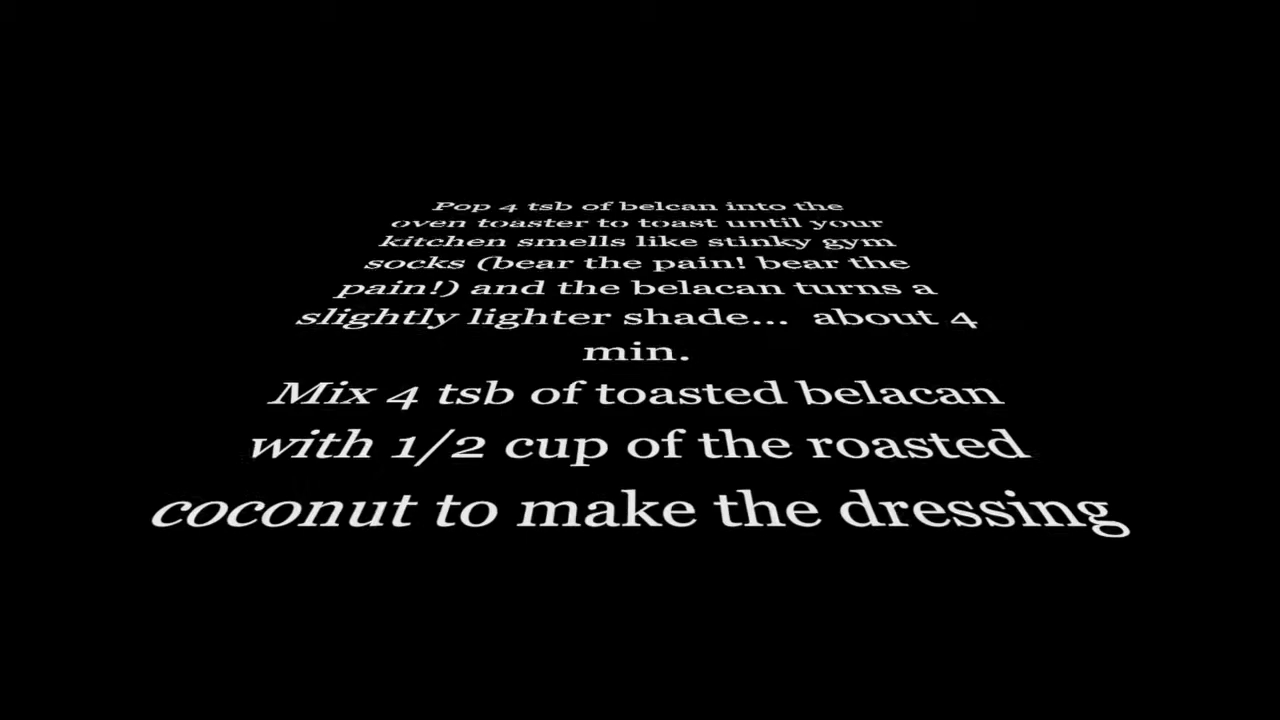 Pop 4 tsb of belcan into the
oven toaster to toast until your
kitchen smells like stinky gym
socks (bear the pain! bear the
pain!) and the belacan turns a
slightly lighter shade...  about 4
min.
Mix 4 tsb of toasted belacan
with 1/2 cup of the roasted
coconut to make the dressing